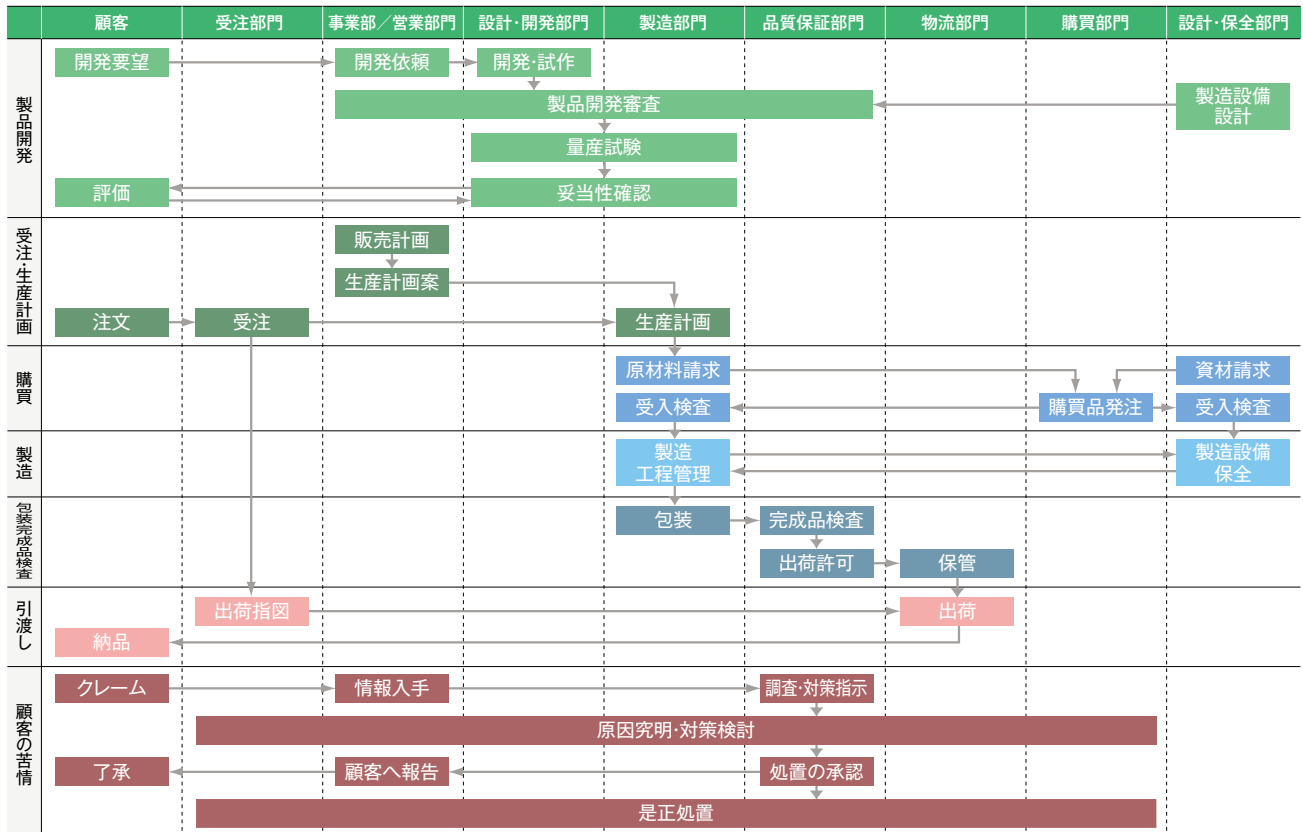 顧客
受注部門
事業部／営業部門
設計・開発部門
製造部門
品質保証部門
物流部門
購買部門
設計・保全部門
製品開発
開発要望
開発依頼
開発・試作
製品開発審査
製造設備
設計
量産試験
評価
妥当性確認
受注・生産計画
販売計画
生産計画案
注文
受注
生産計画
購買
原材料請求
資材請求
受入検査
購買品発注
受入検査
製造
製造
工程管理
製造設備
保全
包装完成品検査
包装
完成品検査
出荷許可
保管
引渡し
出荷指図
出荷
納品
顧客の苦情
クレーム
情報入手
調査・対策指示
原因究明・対策検討
了承
顧客へ報告
処置の承認
是正処置